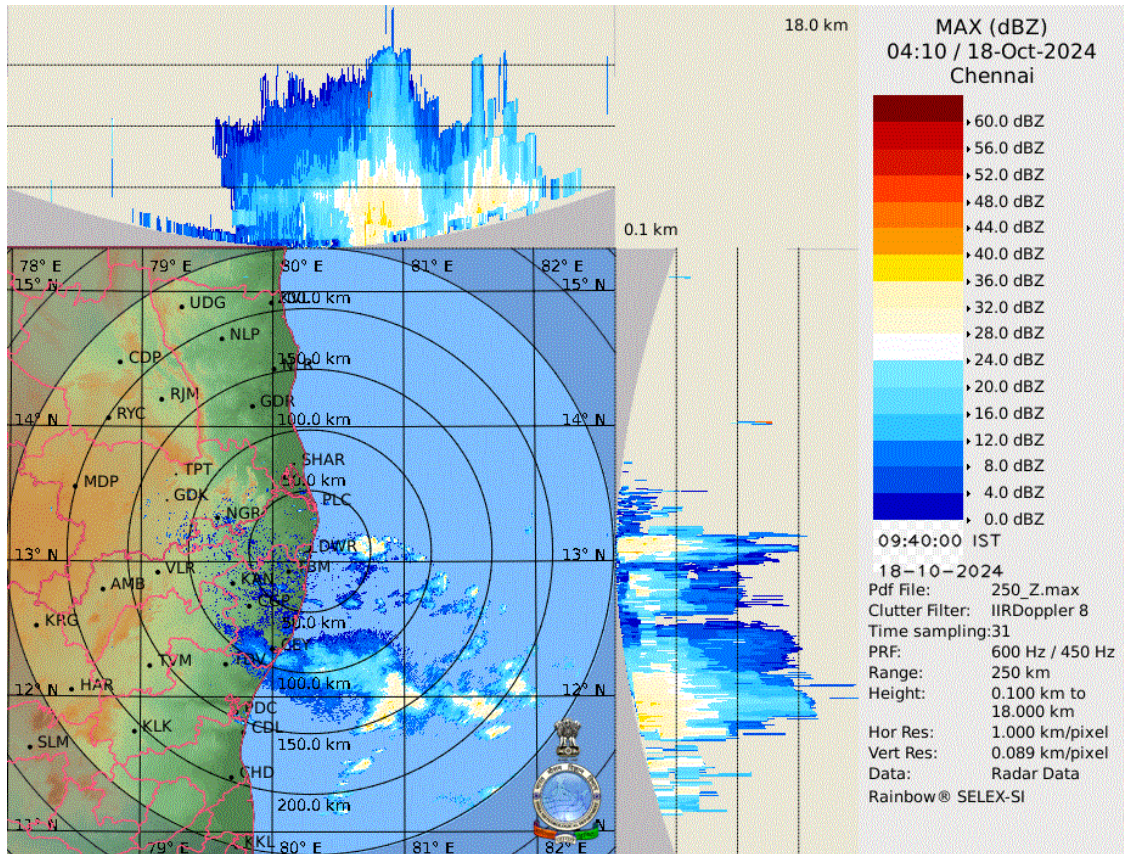 18.0 km
0.1 km
MAX (dBZ)
04:10 / 18-Oct-2024
Chennai
60.0 dBZ
56.0 dBZ
52.0 dBZ
48.0 dBZ
44.0 dBZ
40.0 dBZ
36.0 dBZ
32.0 dBZ
28.0 dBZ
24.0 dBZ
20.0 dBZ
16.0 dBZ
12.0 dBZ
8.0 dBZ
4.0 dBZ
0.0 dBZ
09:40:00 IST
18-10-2024
Pdf File: 250_Z.max
Clutter Filter: IIRDoppler 8
Time sampling:31
PRF: 600 Hz / 450 Hz
Range: 250 km
Height: 0.100 km to
18.000 km
Hor Res: 1.000 km/pixel
Vert Res: 0.089 km/pixel
Data: Radar Data
Rainbow® SELEX-SI
78° E 79° E 80° E 81° E 82° E
15° N 15° N
UDG
NLP
CDP
150.0 km
RJM
GDR
RYC
100.0 km
14° N 14° N
SHAR
TPT
MDP
50.0 km
GDK
PLC
NGR
DWR
13° N 13° N
VLR
AMB
KAN
KRG
50.0 km
TVM
100.0 km
HAR
12° N 12° N
PDC
CDL
KLK
SLM
150.0 km
CHD
200.0 km
11° N 11° N
KKL
79° E 80° E 81° E 82° E